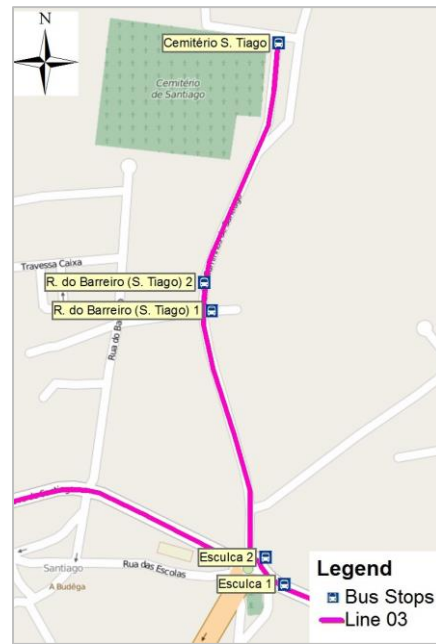 N
Cemitério S. Tiago
Cemitério
de Santiago
Travessa Caixa
R. do Barreiro (S. Tiago) 2
R. do Barreiro (S. Tiago) 1
Rua do
Esculca 2
Rua das Escolas
Santiago
Esculca 1
A Budêga
Legend
Bus Stops
Line 03